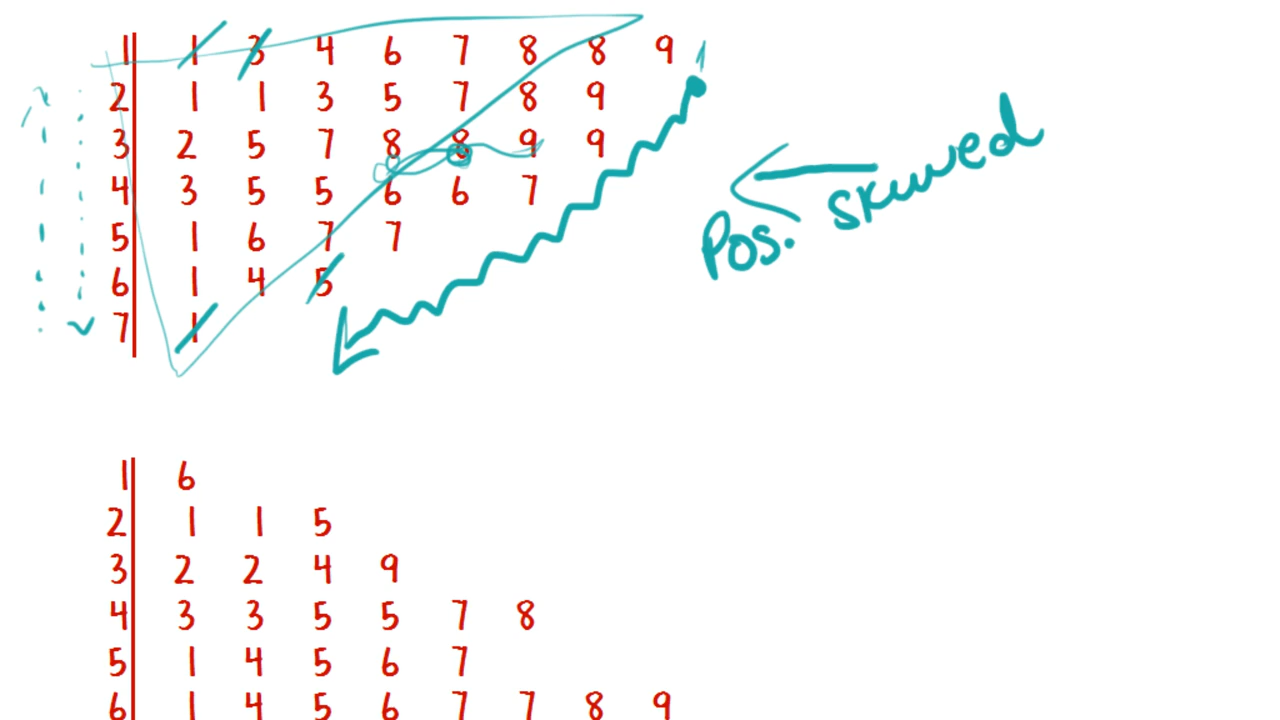 1| 1 3 4 6 7 8 8 9
2| 1 1 3 5 7 8 9
3| 2 5 7 8 8 9 9
4| 3 5 5 6 6 7
5| 1 6 7 7
6| 1 4 5
7| 1
Pos. skuwed
1| 6
2| 1 1 5
3| 2 2 4 9
4| 3 3 5 5 7 8
5| 1 4 5 6 7
6| 1 4 5 6 7 7 8 9